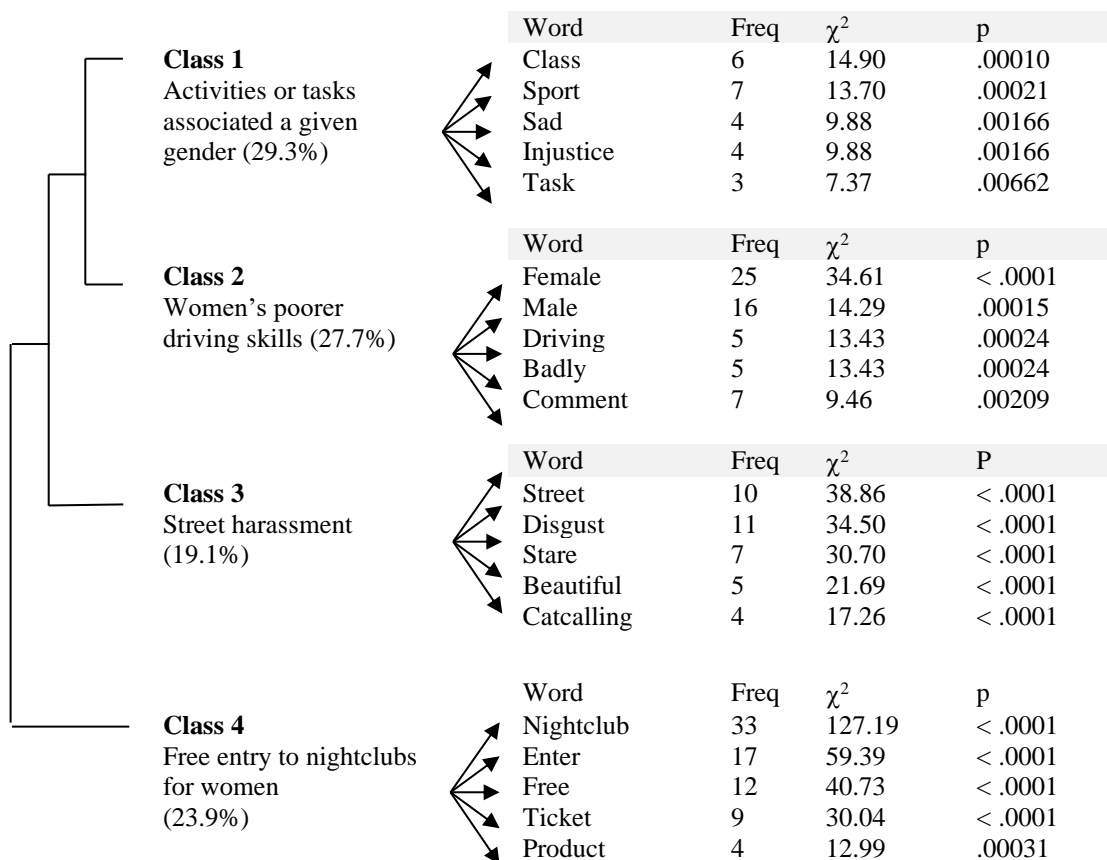 Word Freq χ² p
Class 1 Class 6 14.90 .00010
Activities or tasks Sport 7 13.70 .00021
associated a given Sad 4 9.88 .00166
gender (29.3%) Injustice 4 9.88 .00166
Task 3 7.37 .00662
Word Freq χ² p
Class 2 Female 25 34.61 < .0001
Women's poorer Male 16 14.29 .00015
driving skills (27.7%) Driving 5 13.43 .00024
Badly 5 13.43 .00024
Comment 7 9.46 .00209
Word Freq χ² P
Class 3 Street 10 38.86 < .0001
Street harassment Disgust 11 34.50 < .0001
(19.1%) Stare 7 30.70 < .0001
Beautiful 5 21.69 < .0001
Catcalling 4 17.26 < .0001
Word Freq χ² p
Class 4 Nightclub 33 127.19 < .0001
Free entry to nightclubs Enter 17 59.39 < .0001
for women Free 12 40.73 < .0001
(23.9%) Ticket 9 30.04 < .0001
Product 4 12.99 .00031